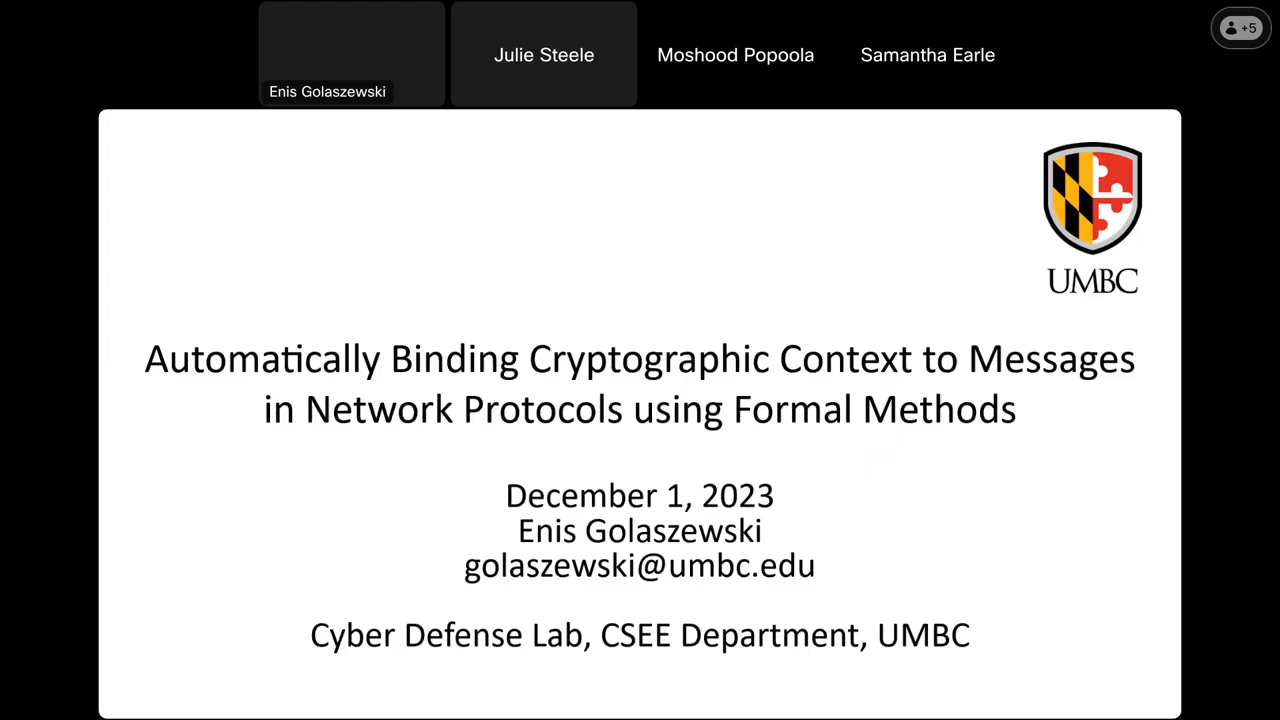 Enis Golaszewski
Julie Steele
Moshood Popoola
Samantha Earle
+5
UMBC
Automatically Binding Cryptographic Context to Messages
in Network Protocols using Formal Methods
December 1, 2023
Enis Golaszewski
golaszewski@umbc.edu
Cyber Defense Lab, CSEE Department, UMBC